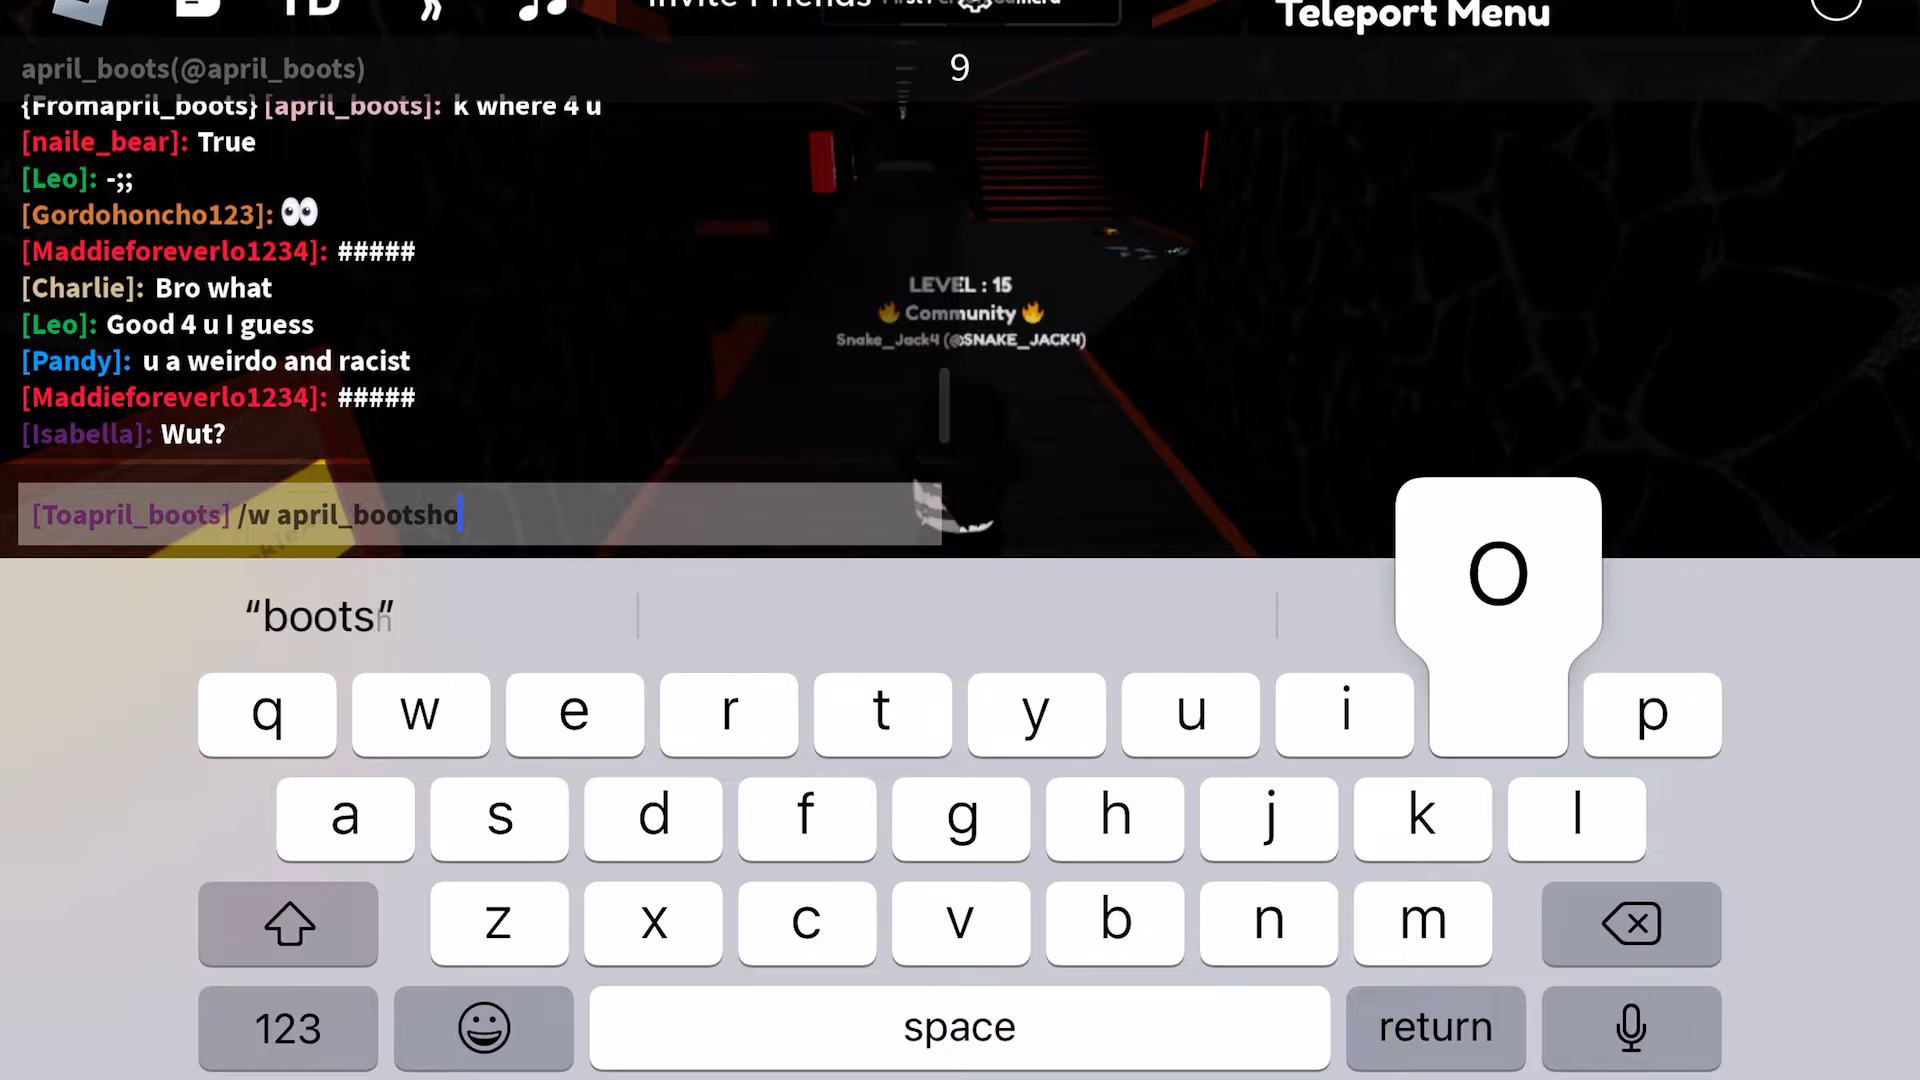 Invite Friends
Teleport Menu
april_boots(@april_boots)
9
{Fromapril_boots} [april_boots]: k where 4 u
[naile_bear]: True
[Leo]: -;;
[Gordohoncho123]: 👀
[Maddieforeverlo1234]: #####
[Charlie]: Bro what
[Leo]: Good 4 u I guess
[Pandy]: u a weirdo and racist
[Maddieforeverlo1234]: #####
[Isabella]: Wut?
LEVEL : 15
🔥 Community 🔥
Snake_Jack4 (@SNAKE_JACK4)
[Toapril_boots] /w april_bootsho
“boots”
O
q w e r t y u i p
a s d f g h j k l
z x c v b n m
123 space return